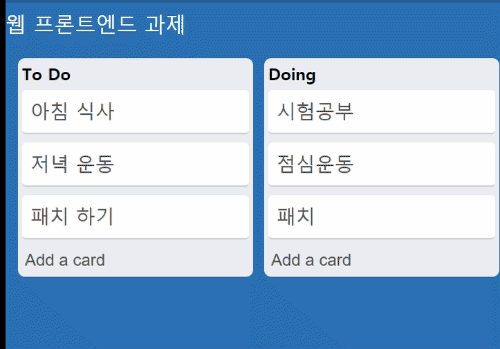 웹 프론트엔드 과제
To Do
아침 식사
저녁 운동
패치 하기
Add a card
Doing
시험공부
점심운동
패치
Add a card